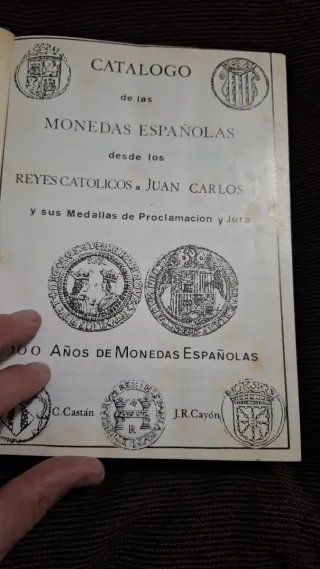 CATALOGO
de las
MONEDAS ESPAÑOLAS
desde los
REYES CATOLICOS a JUAN CARLOS I
y sus Medallas de Proclamacion y Jura
AÑOS DE MONEDAS ESPAÑOLAS
C. Castán
J.R. Cayón